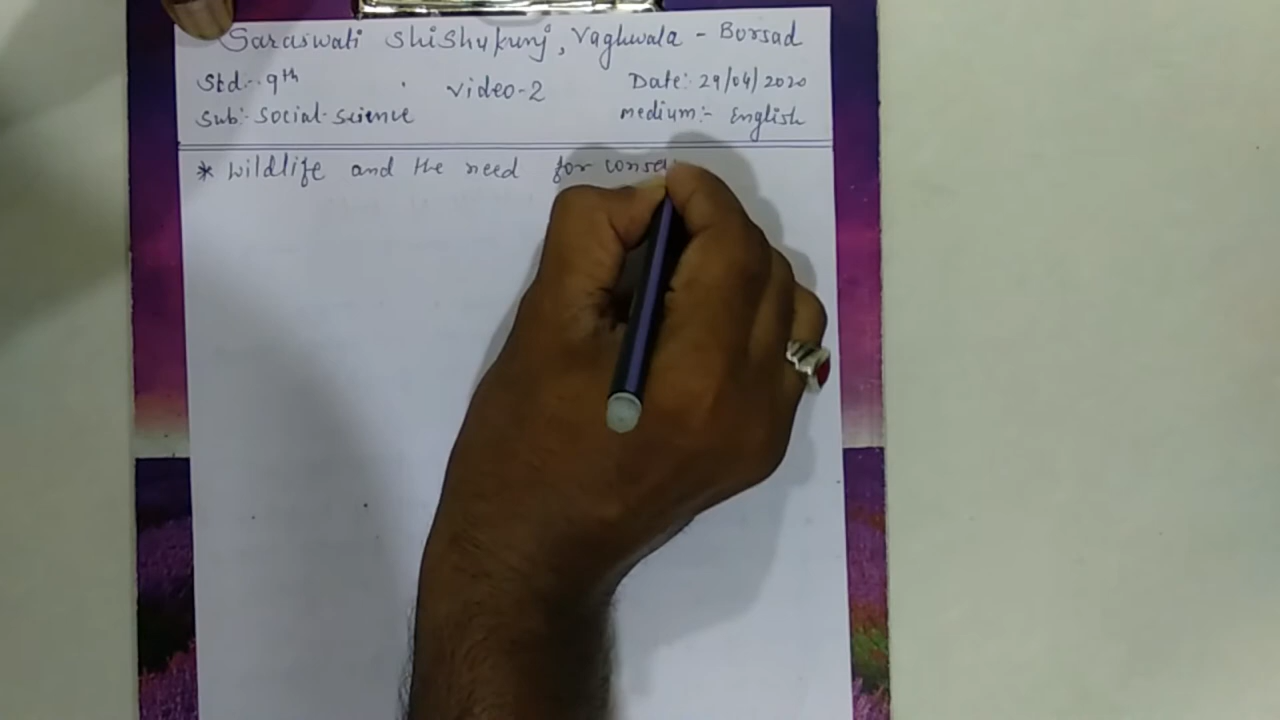 Saraswati Shishukunj, Vaghwala - Borsad
Std:- 9th
video-2
Date: 29/04/2020
Sub:- Social-Science
medium:- English
* Wildlife and the need for conse